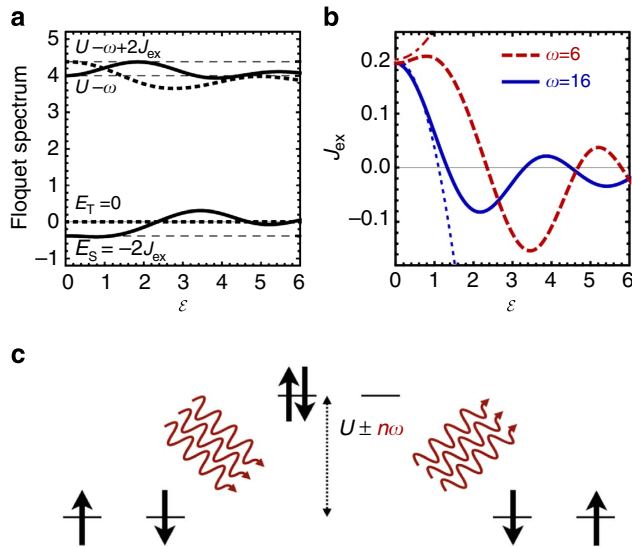 a
5
4
3
2
1
0
−1
Floquet spectrum
U−ω+2Jex
U−ω
ET=0
ES=−2Jex
0 1 2 3 4 5 6
ℰ
b
0.2
0.2
0.0
−0.1
Jex
ω=6
ω=16
0 1 2 3 4 5 6
ℰ
c
U ± nω